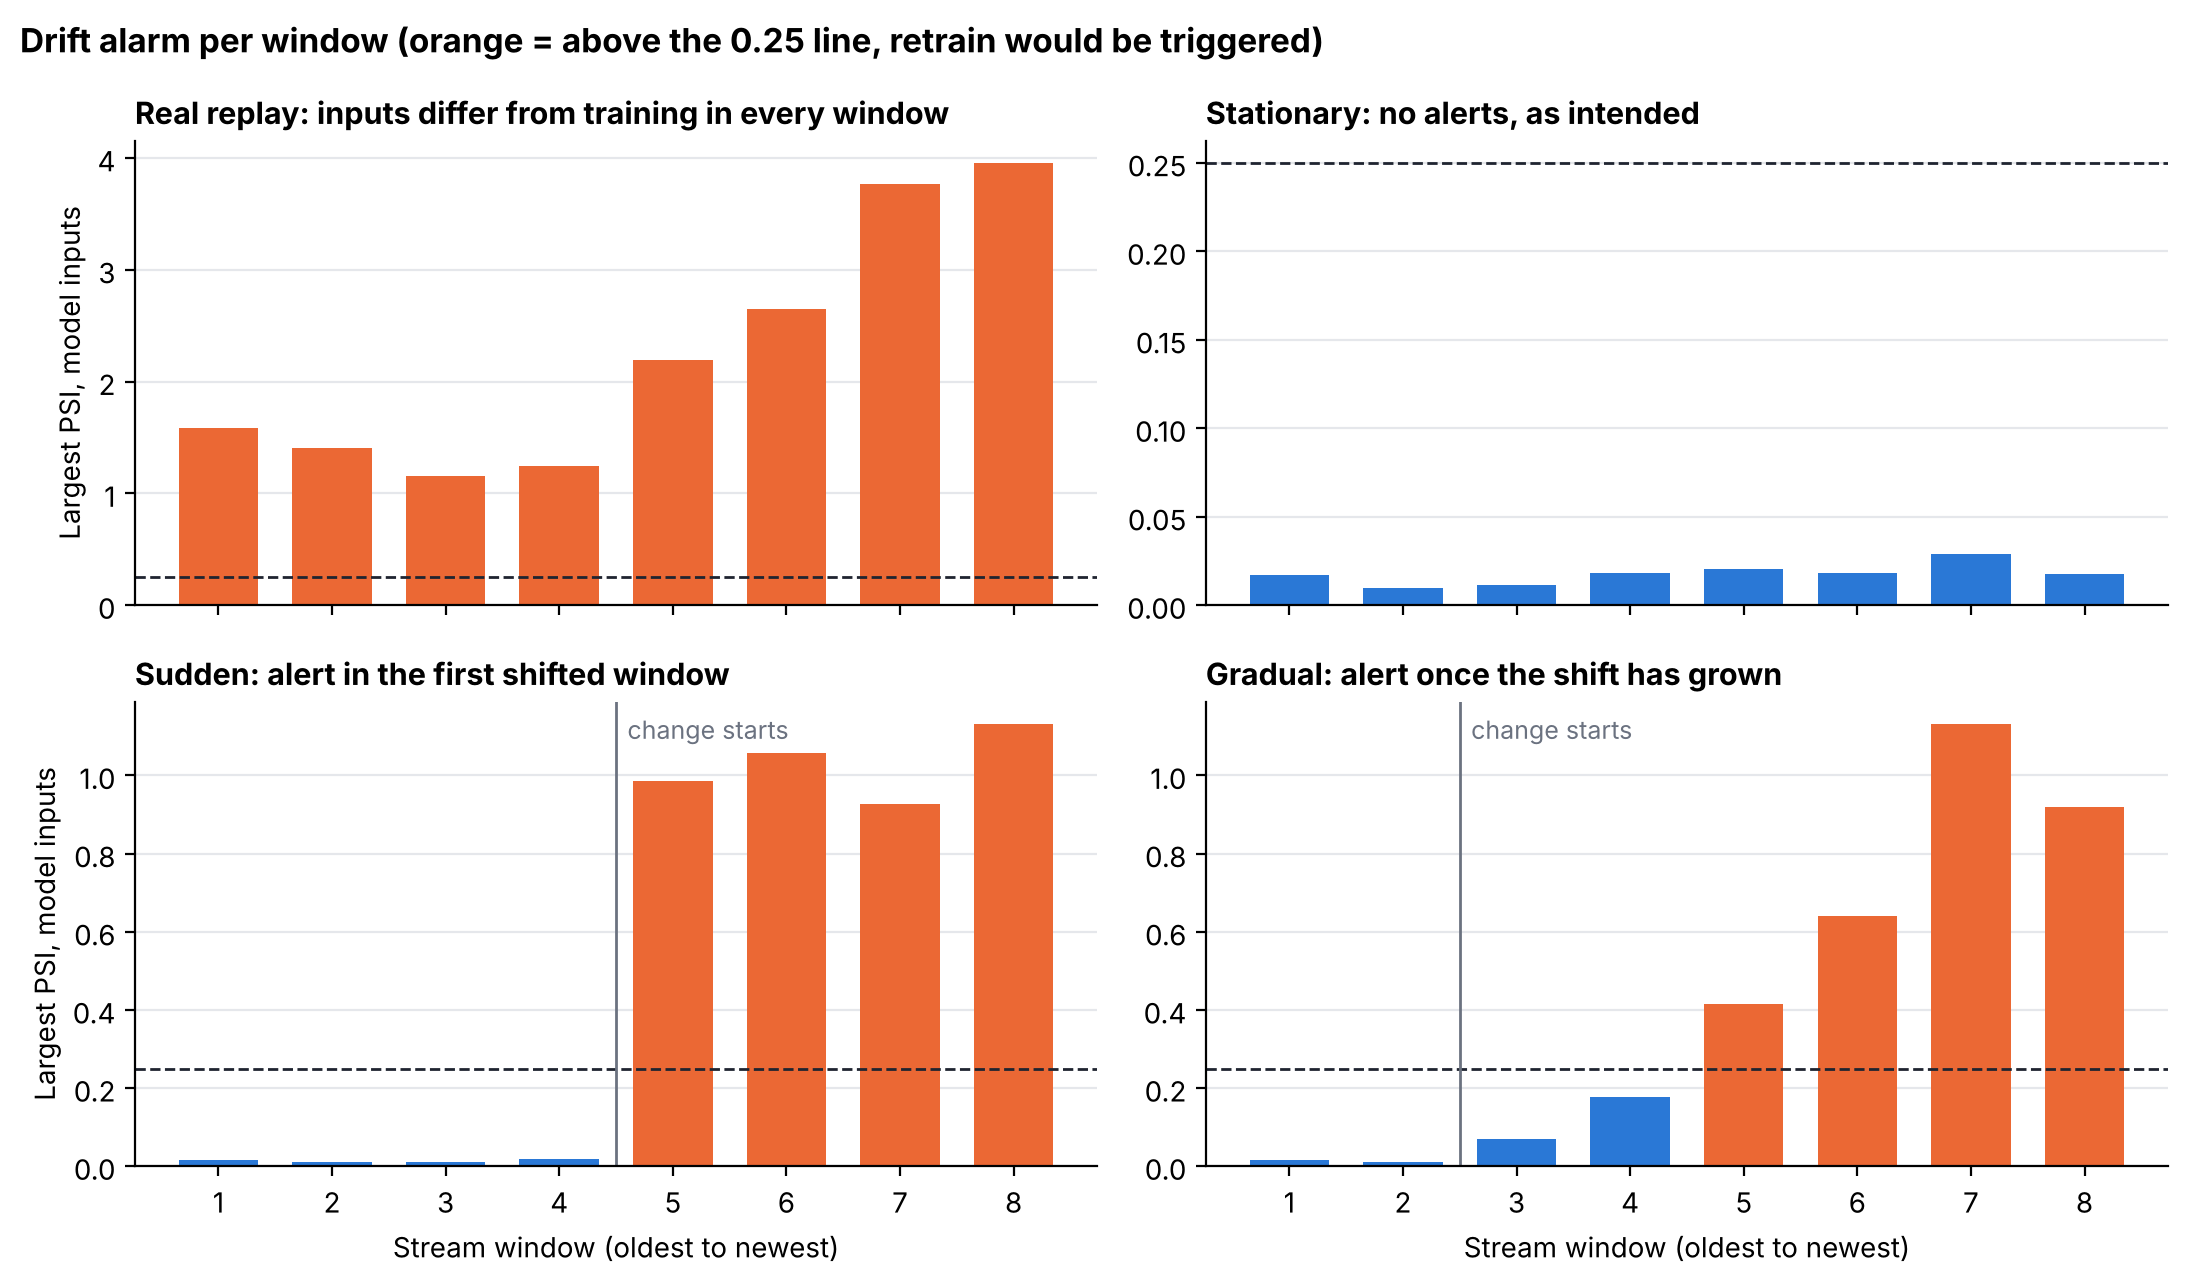 Drift alarm per window (orange = above the 0.25 line, retrain would be triggered)
Real replay: inputs differ from training in every window
Largest PSI, model inputs
4
3
2
1
0
Stationary: no alerts, as intended
0.25
0.20
0.15
0.10
0.05
0.00
Sudden: alert in the first shifted window
change starts
Largest PSI, model inputs
1.0
0.8
0.6
0.4
0.2
0.0
1 2 3 4 5 6 7 8
Stream window (oldest to newest)
Gradual: alert once the shift has grown
change starts
1.0
0.8
0.6
0.4
0.2
0.0
1 2 3 4 5 6 7 8
Stream window (oldest to newest)